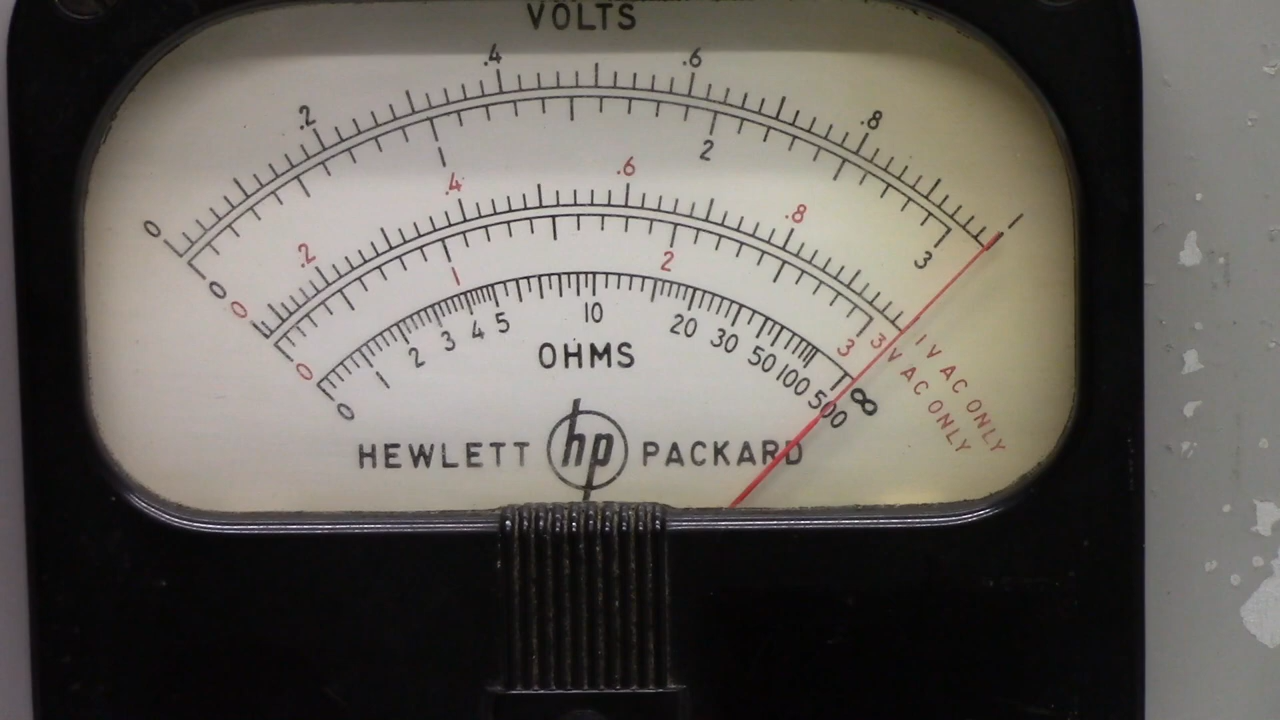 VOLTS
0 .2 .4 .6 .8 1
0 1 2 3
0 .2 .4 .6 .8 1 V AC ONLY
0 1 2 3 3 V AC ONLY
0 1 2 3 4 5 10 20 30 50 100 500 ∞
OHMS
HEWLETT hp PACKARD